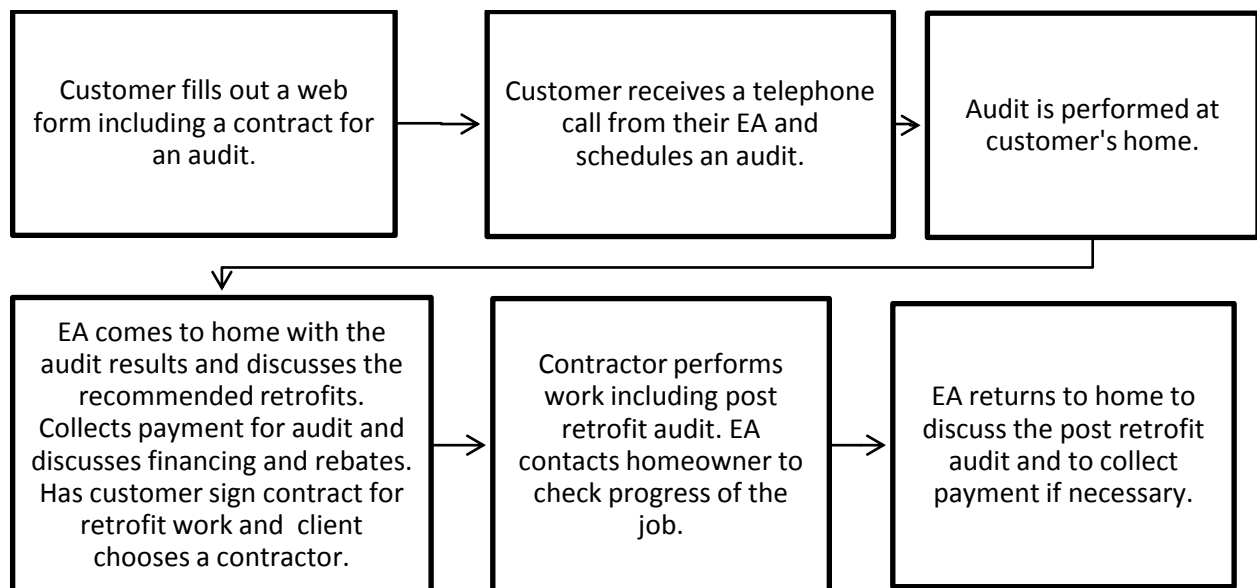 Customer fills out a web
form including a contract for
an audit.
Customer receives a telephone
call from their EA and
schedules an audit.
Audit is performed at
customer's home.
EA comes to home with the
audit results and discusses the
recommended retrofits.
Collects payment for audit and
discusses financing and rebates.
Has customer sign contract for
retrofit work and client
chooses a contractor.
Contractor performs
work including post
retrofit audit. EA
contacts homeowner to
check progress of the
job.
EA returns to home to
discuss the post retrofit
audit and to collect
payment if necessary.